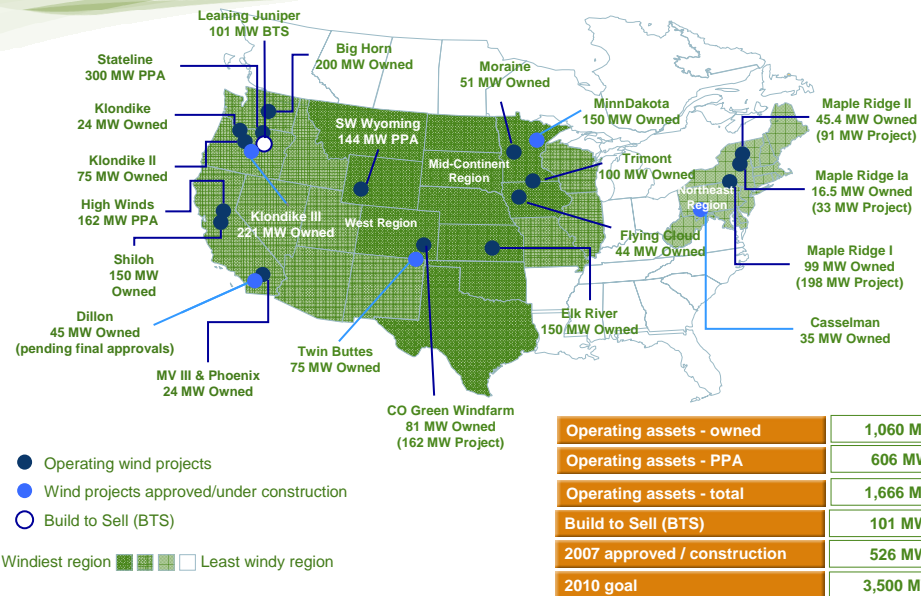 Leaning Juniper
101 MW BTS
Big Horn
200 MW Owned
Stateline
300 MW PPA
Moraine
51 MW Owned
MinnDakota
150 MW Owned
Maple Ridge II
45.4 MW Owned
(91 MW Project)
Klondike
24 MW Owned
SW Wyoming
144 MW PPA
Mid-Continent
Region
Trimont
100 MW Owned
Klondike II
75 MW Owned
Maple Ridge Ia
16.5 MW Owned
(33 MW Project)
Northeast
Region
High Winds
162 MW PPA
Klondike III
221 MW Owned
West Region
Flying Cloud
44 MW Owned
Maple Ridge I
99 MW Owned
(198 MW Project)
Shiloh
150 MW
Owned
Dillon
45 MW Owned
(pending final approvals)
Elk River
150 MW Owned
Casselman
35 MW Owned
Twin Buttes
75 MW Owned
MV III & Phoenix
24 MW Owned
CO Green Windfarm
81 MW Owned
(162 MW Project)
Operating wind projects
Wind projects approved/under construction
Build to Sell (BTS)
Windiest region Least windy region
Operating assets - owned 1,060 M
Operating assets - PPA 606 MW
Operating assets - total 1,666 M
Build to Sell (BTS) 101 MW
2007 approved / construction 526 MW
2010 goal 3,500 M